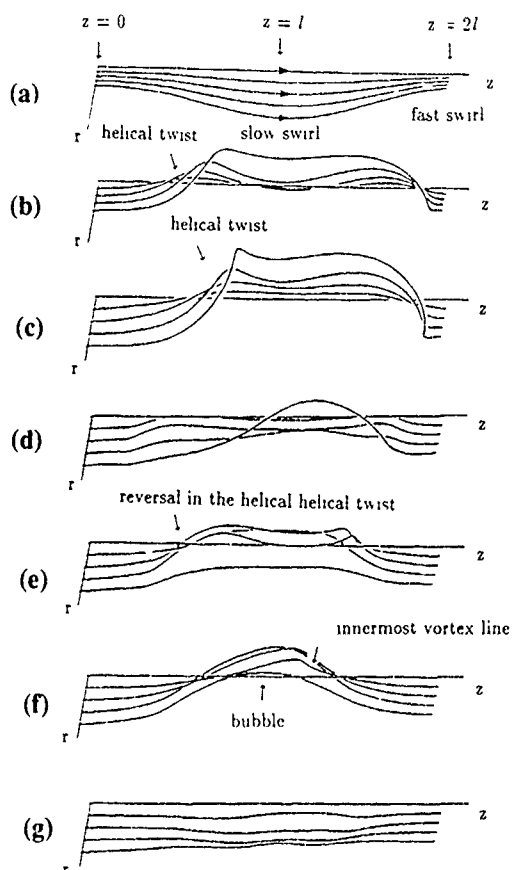 z = 0 z = l z = 2l
(a) z
r helical twist slow swirl fast swirl
(b) z
r helical twist
(c) z
r
(d) z
r reversal in the helical helical twist
(e) z
r innermost vortex line
(f) z
r bubble
(g) z
r